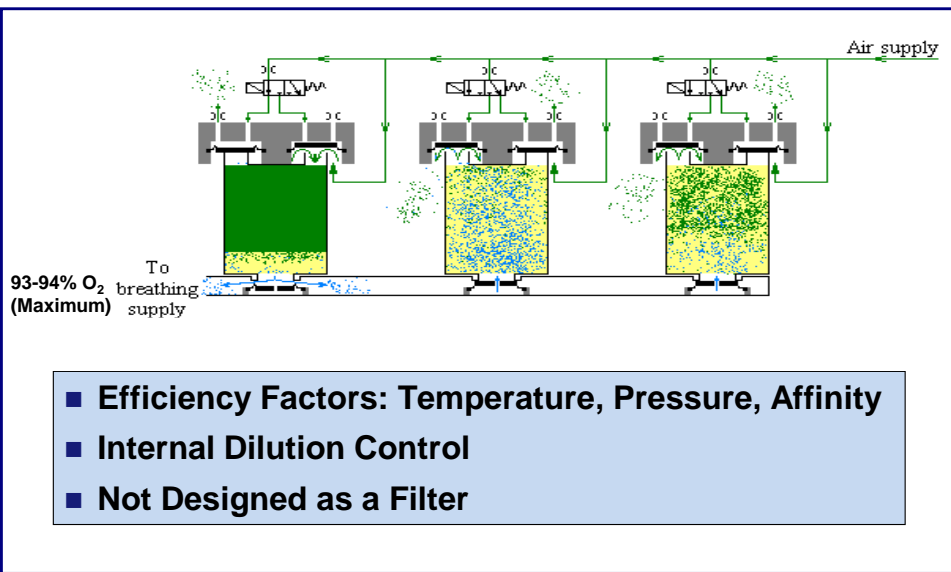 Air supply
93-94% O₂
(Maximum)
To
breathing
supply
Efficiency Factors: Temperature, Pressure, Affinity
Internal Dilution Control
Not Designed as a Filter